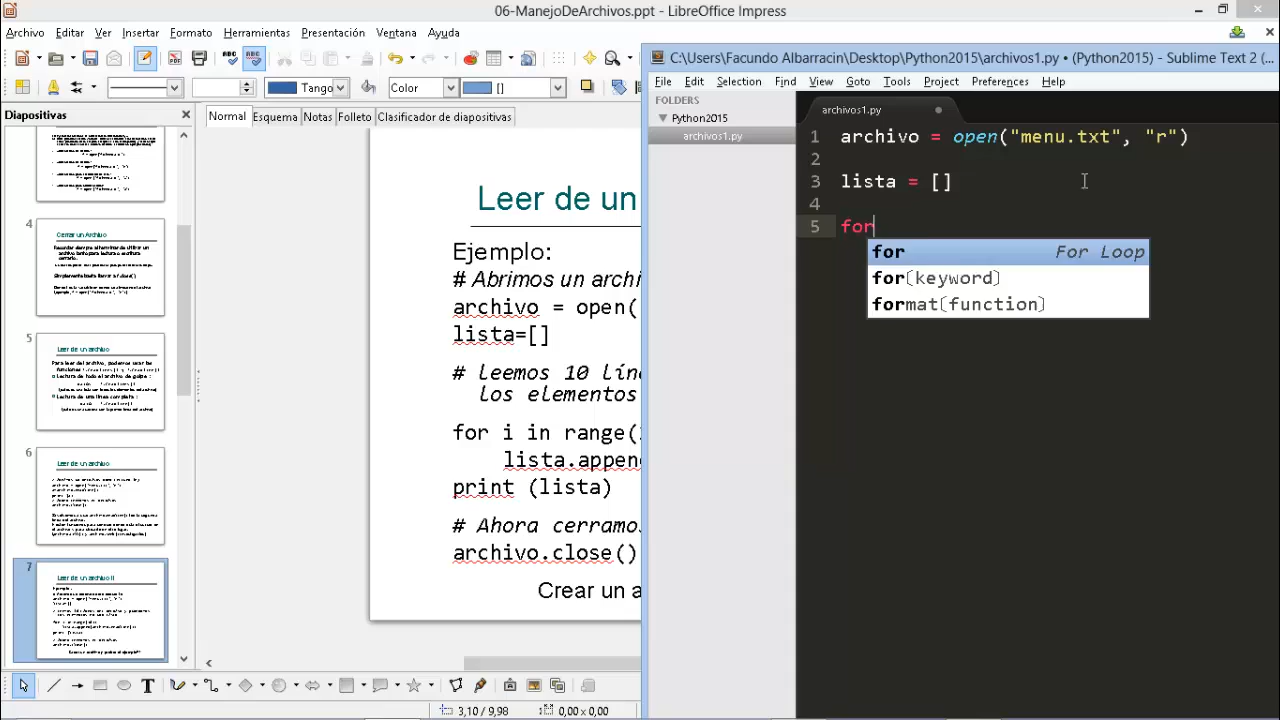 06-ManejoDeArchivos.ppt - LibreOffice Impress
Archivo Editar Ver Insertar Formato Herramientas Presentación Ventana Ayuda
Tango
Color
[]
Diapositivas
Normal Esquema Notas Folleto Clasificador de diapositivas
4
Cerrar un Archivo
5
Leer de un archivo
6
Leer de un archivo
7
Leer de un archivo II
Leer de un
Ejemplo:
# Abrimos un archi
archivo = open(
lista=[]
# leemos 10 líne
los elementos
for i in range(
lista.append
print (lista)
# Ahora cerramos
archivo.close()
Crear un a
3,10 / 9,98
0,00 x 0,00
C:\Users\Facundo Albarracin\Desktop\Python2015\archivos1.py • (Python2015) - Sublime Text 2 (...
File Edit Selection Find View Goto Tools Project Preferences Help
FOLDERS
Python2015
archivos1.py
archivos1.py
1 archivo = open("menu.txt", "r")
2
3 lista = []
4
5 for
for For Loop
for(keyword)
format(function)